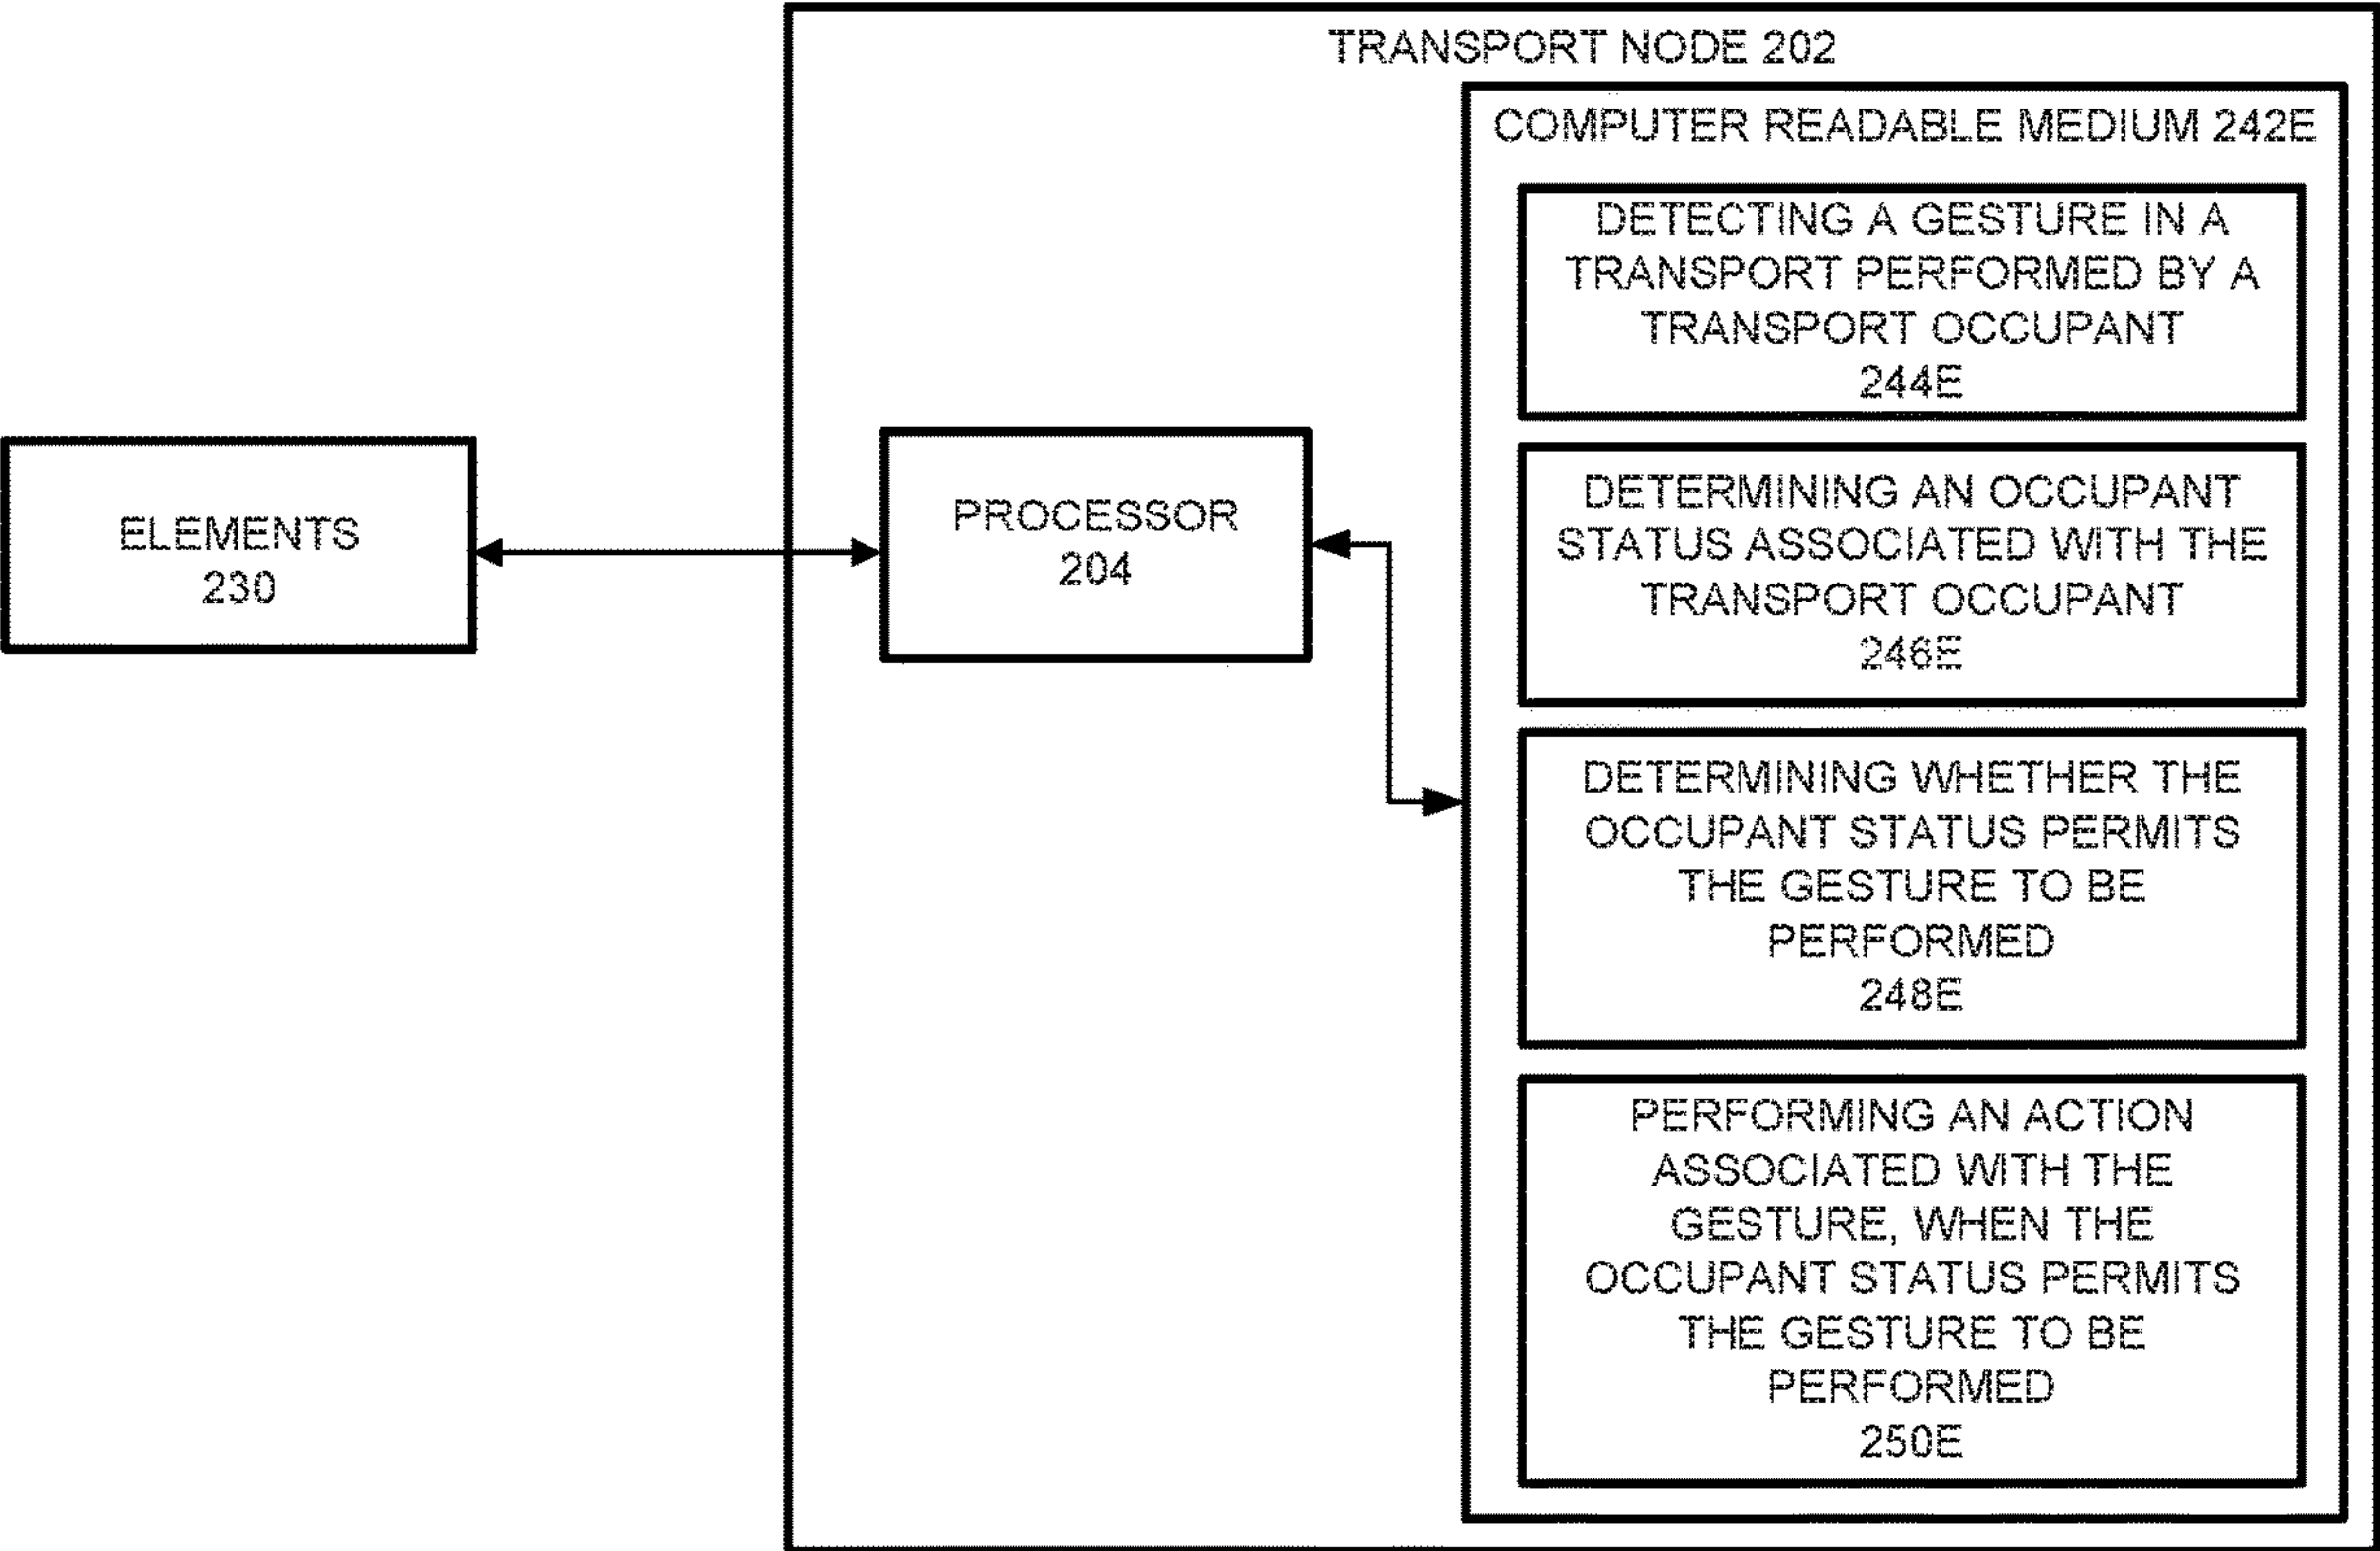 TRANSPORT NODE 202
COMPUTER READABLE MEDIUM 242E
DETECTING A GESTURE IN A
TRANSPORT PERFORMED BY A
TRANSPORT OCCUPANT
244E
ELEMENTS
230
PROCESSOR
204
DETERMINING AN OCCUPANT
STATUS ASSOCIATED WITH THE
TRANSPORT OCCUPANT
246E
DETERMINING WHETHER THE
OCCUPANT STATUS PERMITS
THE GESTURE TO BE
PERFORMED
248E
PERFORMING AN ACTION
ASSOCIATED WITH THE
GESTURE, WHEN THE
OCCUPANT STATUS PERMITS
THE GESTURE TO BE
PERFORMED
250E